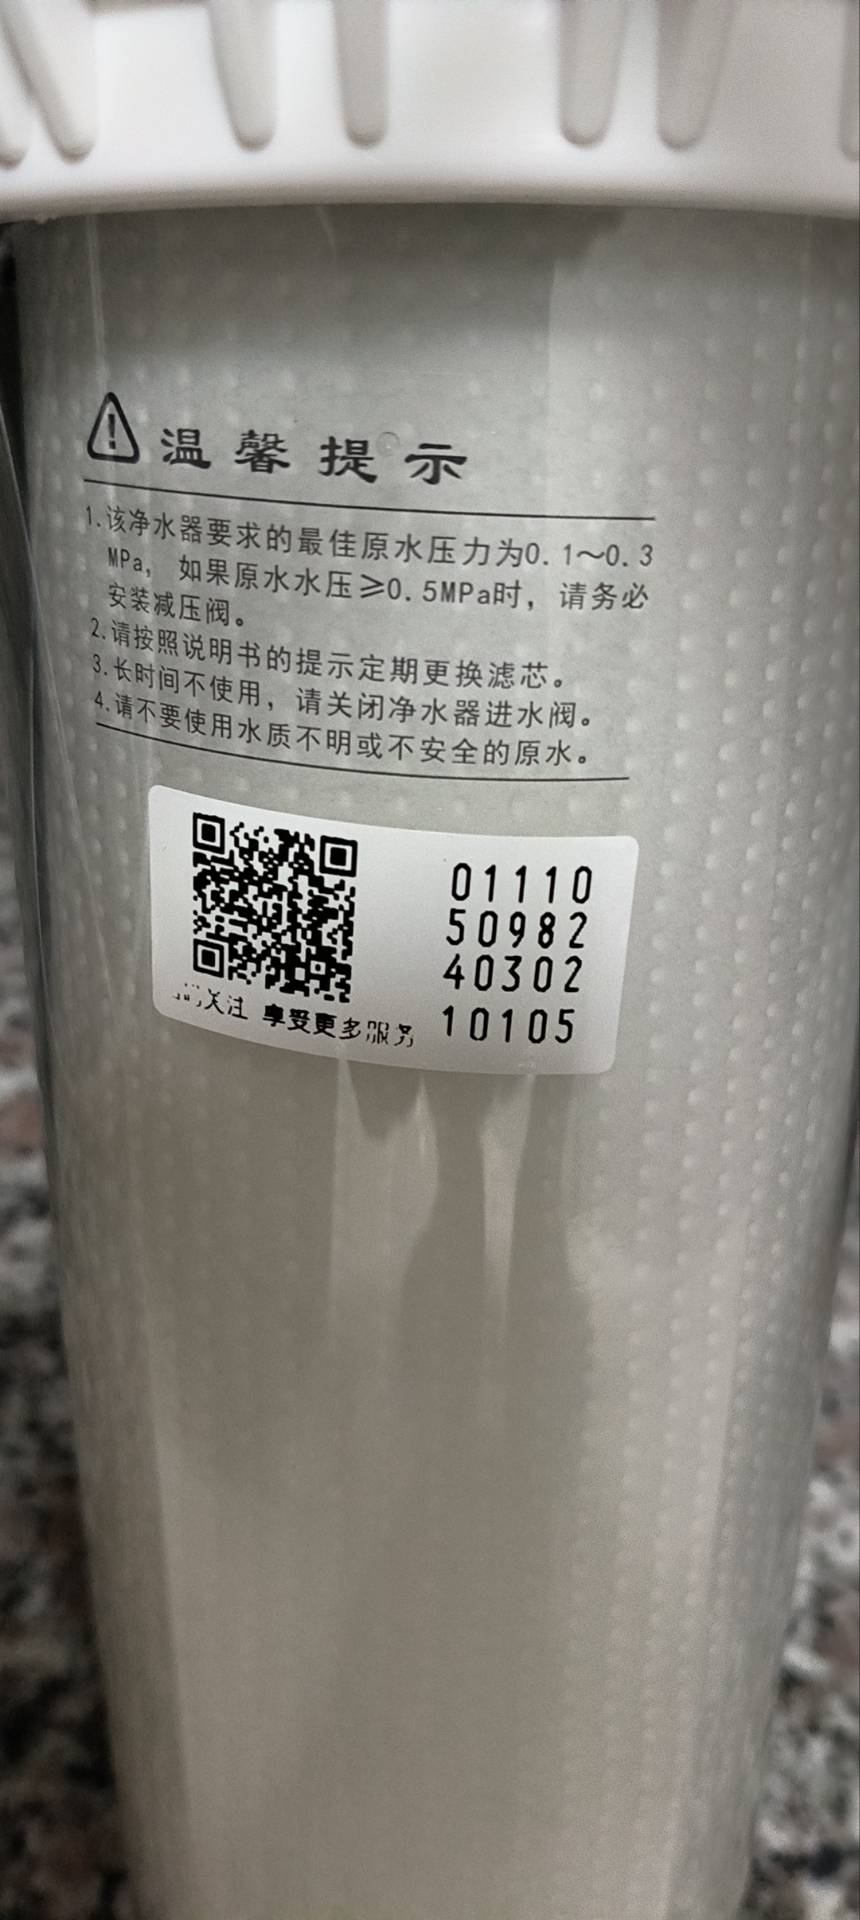 温馨提示
1.该净水器要求的最佳原水压力为0.1～0.3
MPa，如果原水水压≥0.5MPa时，请务必
安装减压阀。
2.请按照说明书的提示定期更换滤芯。
3.长时间不使用，请关闭净水器进水阀。
4.请不要使用水质不明或不安全的原水。
01110
50982
40302
10105
关注 享受更多服务